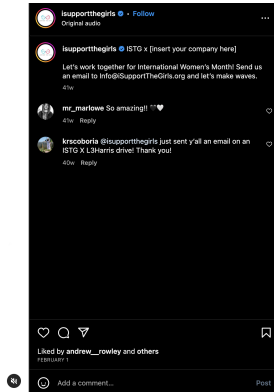 isupportthegirls • Follow
Original audio
isupportthegirls ISTG x [insert your company here]
Let's work together for International Women's Month! Send us
an email to Info@iSupportTheGirls.org and let's make waves.
41w
mr_marlowe So amazing!! 🖤🤍
41w Reply
krscoboria @isupportthegirls just sent y'all an email on an
ISTG X L3Harris drive! Thank you!
40w Reply
Liked by andrew__rowley and others
FEBRUARY 1
Add a comment...
Post